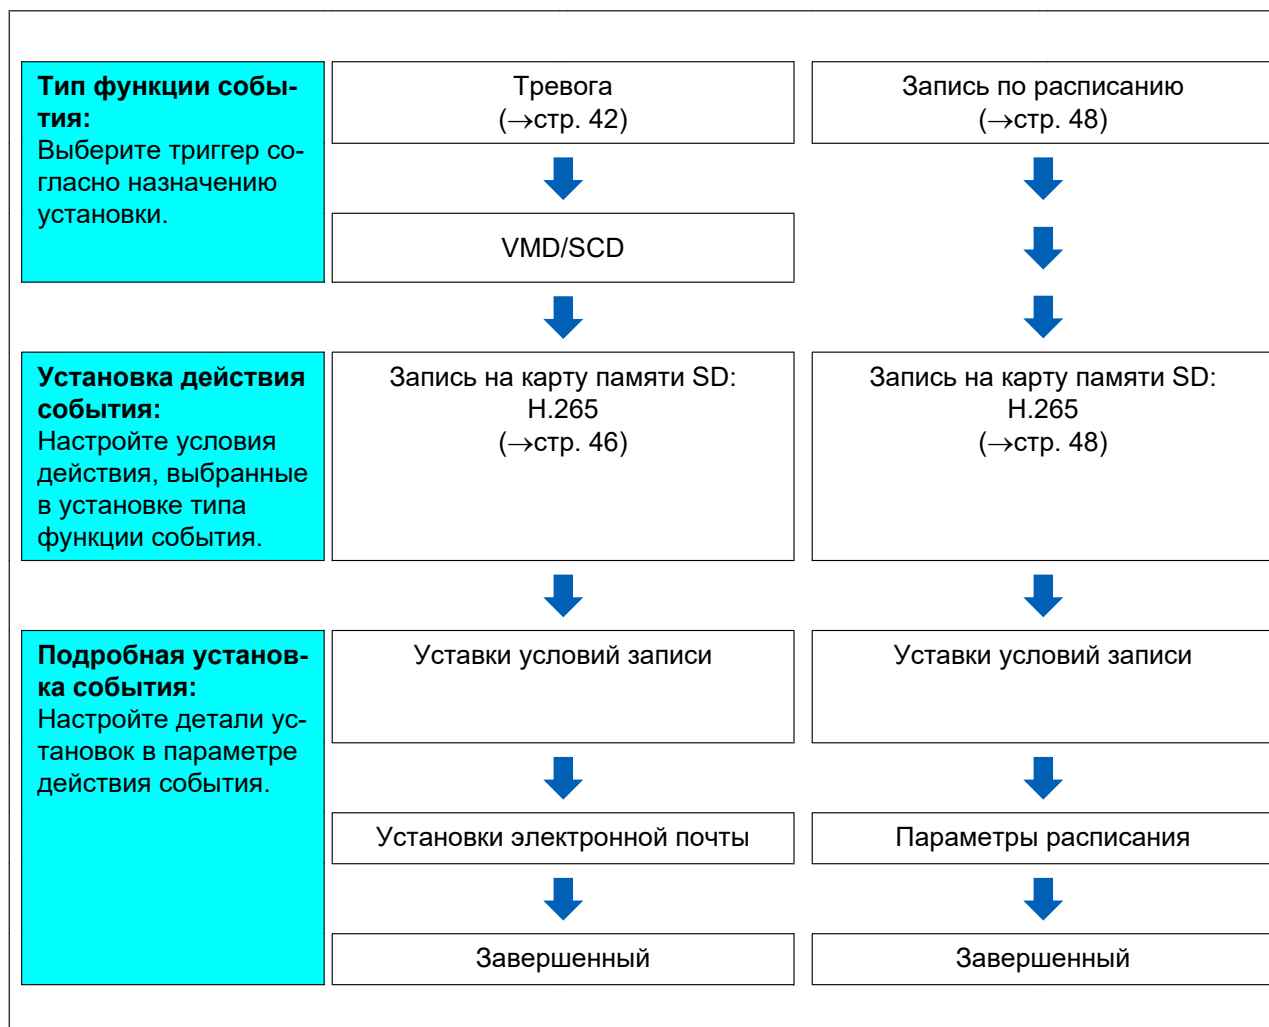 Тип функции собы-
тия:
Выберите триггер со-
гласно назначению
установки.
Тревога
(→стр. 42)
Запись по расписанию
(→стр. 48)
VMD/SCD
Установка действия
события:
Настройте условия
действия, выбранные
в установке типа
функции события.
Запись на карту памяти SD:
H.265
(→стр. 46)
Запись на карту памяти SD:
H.265
(→стр. 48)
Подробная установ-
ка события:
Настройте детали ус-
тановок в параметре
действия события.
Уставки условий записи
Уставки условий записи
Установки электронной почты
Параметры расписания
Завершенный
Завершенный